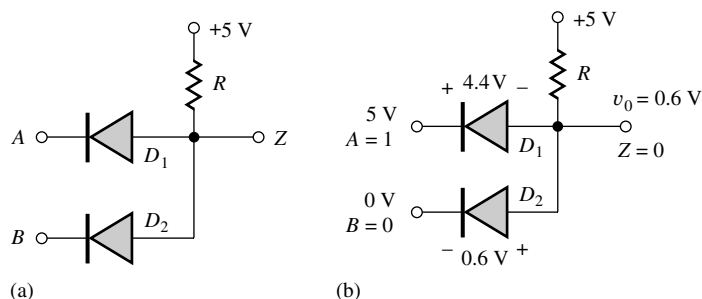 +5 V
R
A
D1
Z
B
D2
(a)
+5 V
R
+ 4.4 V −
5 V
A = 1
D1
v0 = 0.6 V
Z = 0
0 V
B = 0
D2
− 0.6 V +
(b)